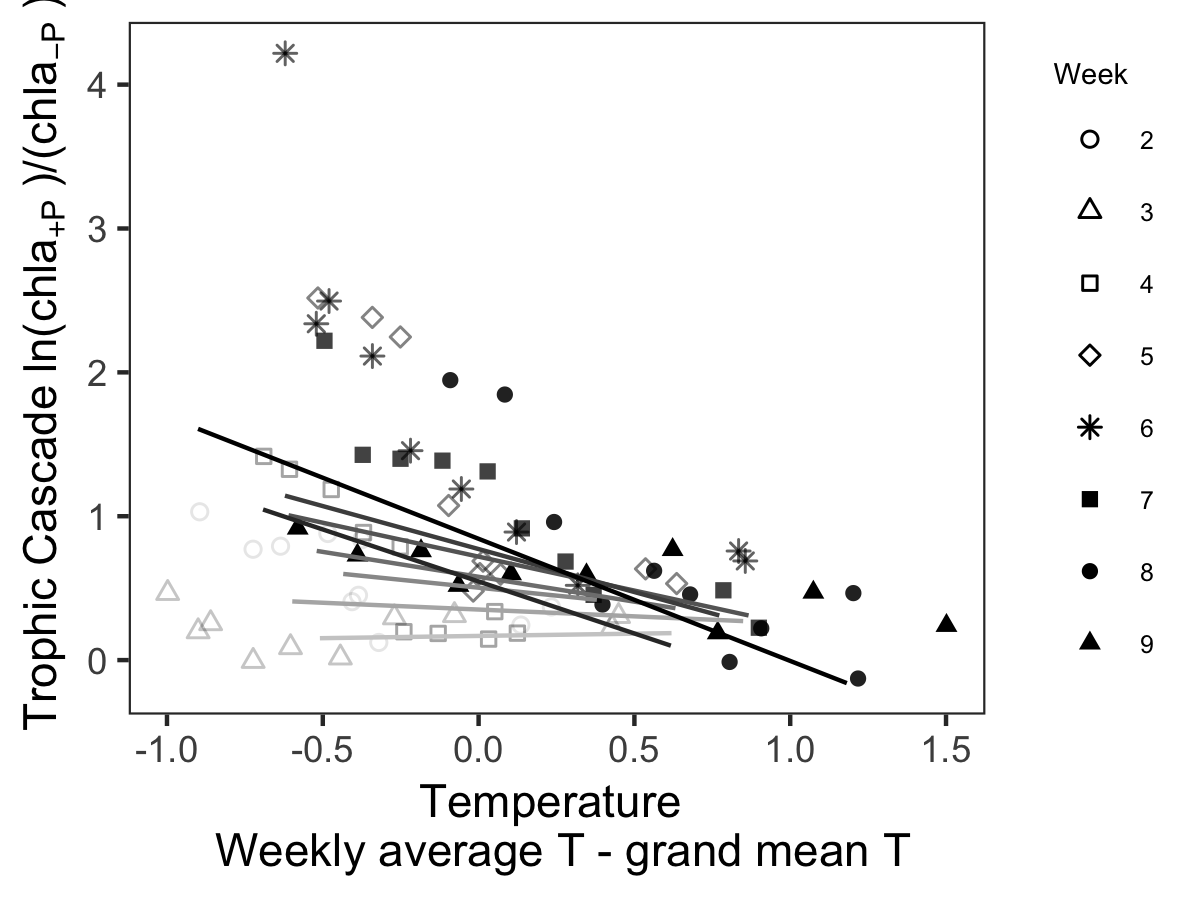 Trophic Cascade ln(chla+P )/(chla−P )
4
3
2
1
0
-1.0 -0.5 0.0 0.5 1.0 1.5
Temperature
Weekly average T - grand mean T
Week
2
3
4
5
6
7
8
9